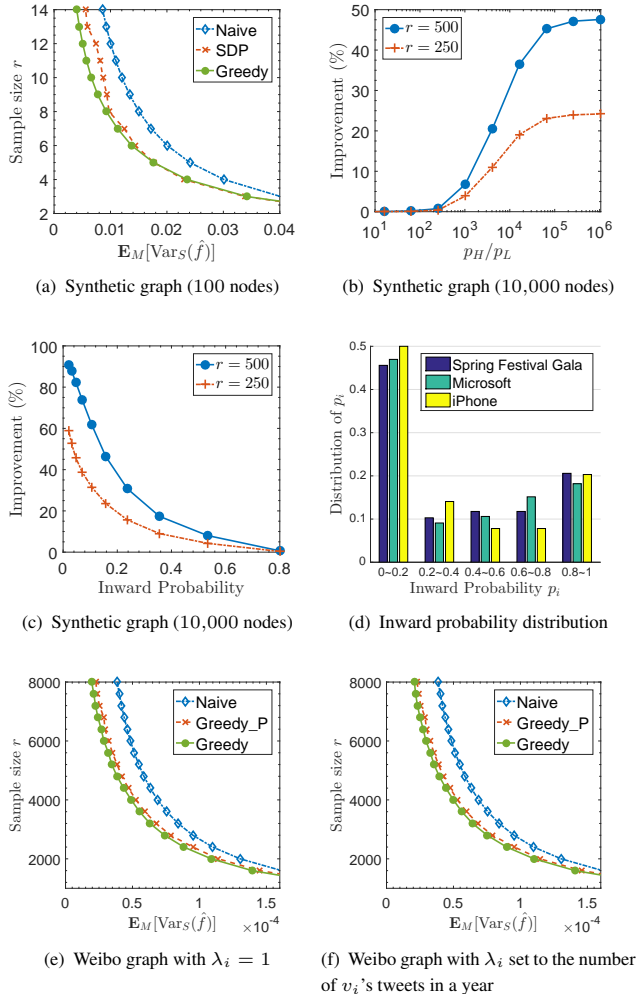 14
12
10
8
6
4
2
Sample size r
Naive
SDP
Greedy
0 0.01 0.02 0.03 0.04
E_M[Var_S(f̂)]
(a) Synthetic graph (100 nodes)
50
40
30
20
10
0
Improvement (%)
r = 500
r = 250
10^1 10^2 10^3 10^4 10^5 10^6
p_H/p_L
(b) Synthetic graph (10,000 nodes)
100
80
60
40
20
0
Improvement (%)
r = 500
r = 250
0 0.2 0.4 0.6 0.8
Inward Probability
(c) Synthetic graph (10,000 nodes)
0.5
0.4
0.3
0.2
0.1
0
Distribution of p_i
Spring Festival Gala
Microsoft
iPhone
0~0.2 0.2~0.4 0.4~0.6 0.6~0.8 0.8~1
Inward Probability p_i
(d) Inward probability distribution
8000
6000
4000
2000
Sample size r
Naive
Greedy_P
Greedy
0 0.5 1 1.5
E_M[Var_S(f̂)] ×10^-4
(e) Weibo graph with λ_i = 1
8000
6000
4000
2000
Sample size r
Naive
Greedy_P
Greedy
0 0.5 1 1.5
E_M[Var_S(f̂)] ×10^-4
(f) Weibo graph with λ_i set to the number
of v_i's tweets in a year